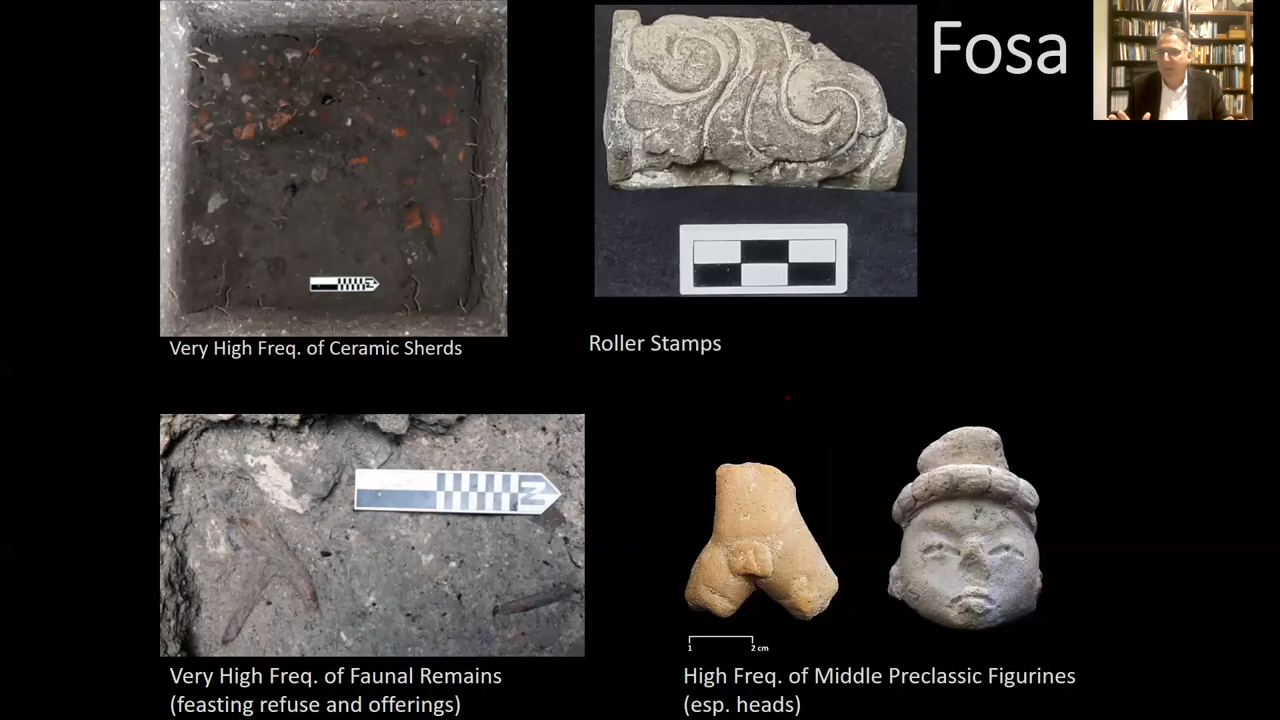 Fosa
Very High Freq. of Ceramic Sherds
Roller Stamps
N
N
1 2 cm
Very High Freq. of Faunal Remains
(feasting refuse and offerings)
High Freq. of Middle Preclassic Figurines
(esp. heads)